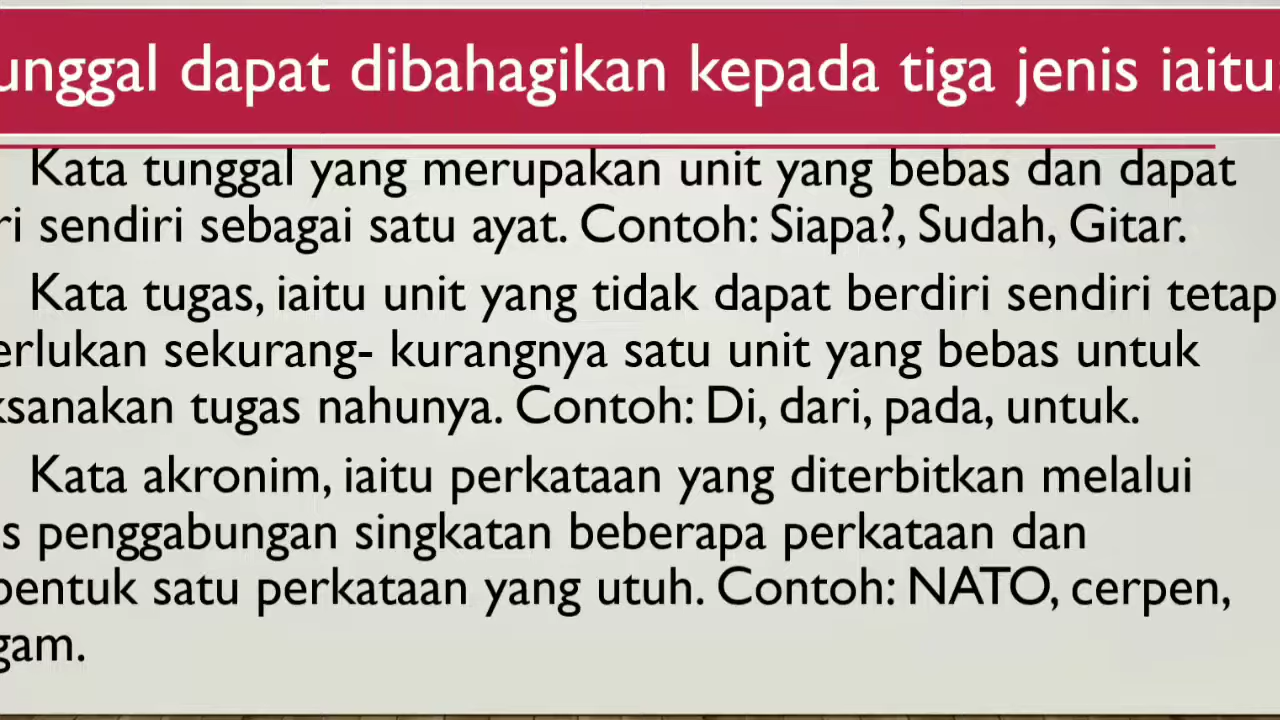 unggal dapat dibahagikan kepada tiga jenis iaitu:
Kata tunggal yang merupakan unit yang bebas dan dapat
ri sendiri sebagai satu ayat. Contoh: Siapa?, Sudah, Gitar.
Kata tugas, iaitu unit yang tidak dapat berdiri sendiri tetap
erlukan sekurang- kurangnya satu unit yang bebas untuk
ksanakan tugas nahunya. Contoh: Di, dari, pada, untuk.
Kata akronim, iaitu perkataan yang diterbitkan melalui
s penggabungan singkatan beberapa perkataan dan
bentuk satu perkataan yang utuh. Contoh: NATO, cerpen,
gam.